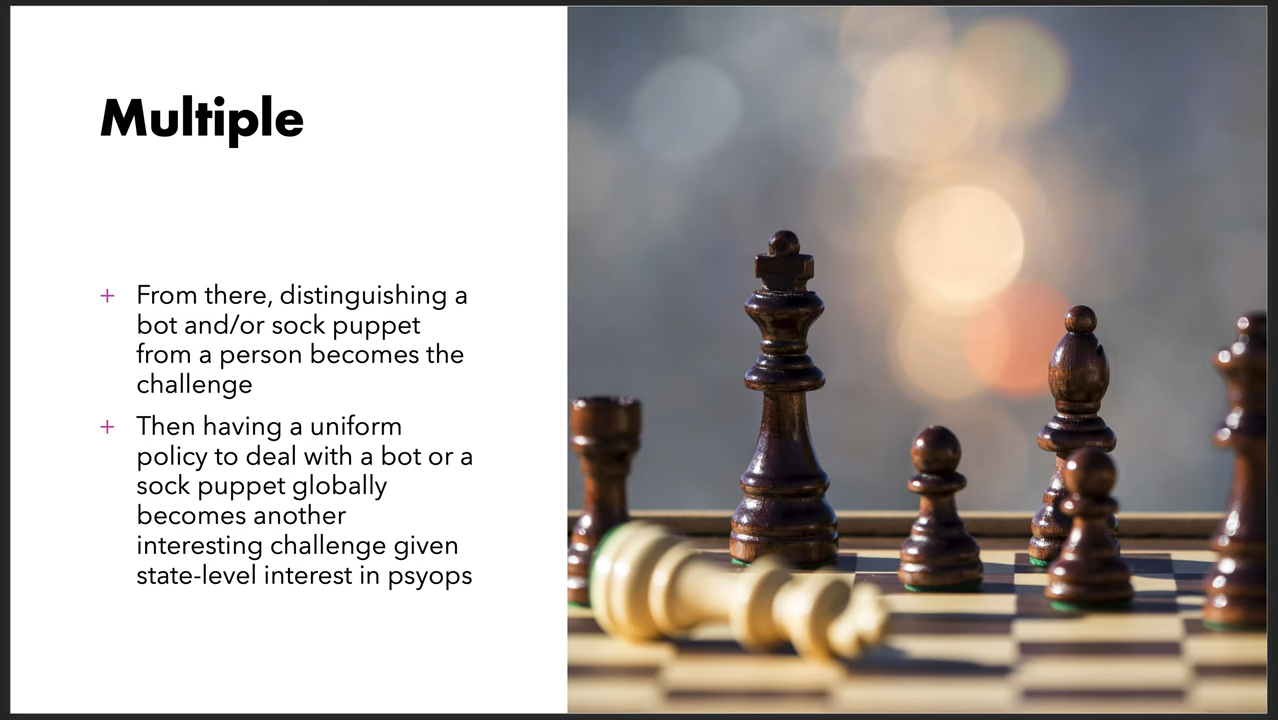 Multiple
+ From there, distinguishing a
bot and/or sock puppet
from a person becomes the
challenge
+ Then having a uniform
policy to deal with a bot or a
sock puppet globally
becomes another
interesting challenge given
state-level interest in psyops